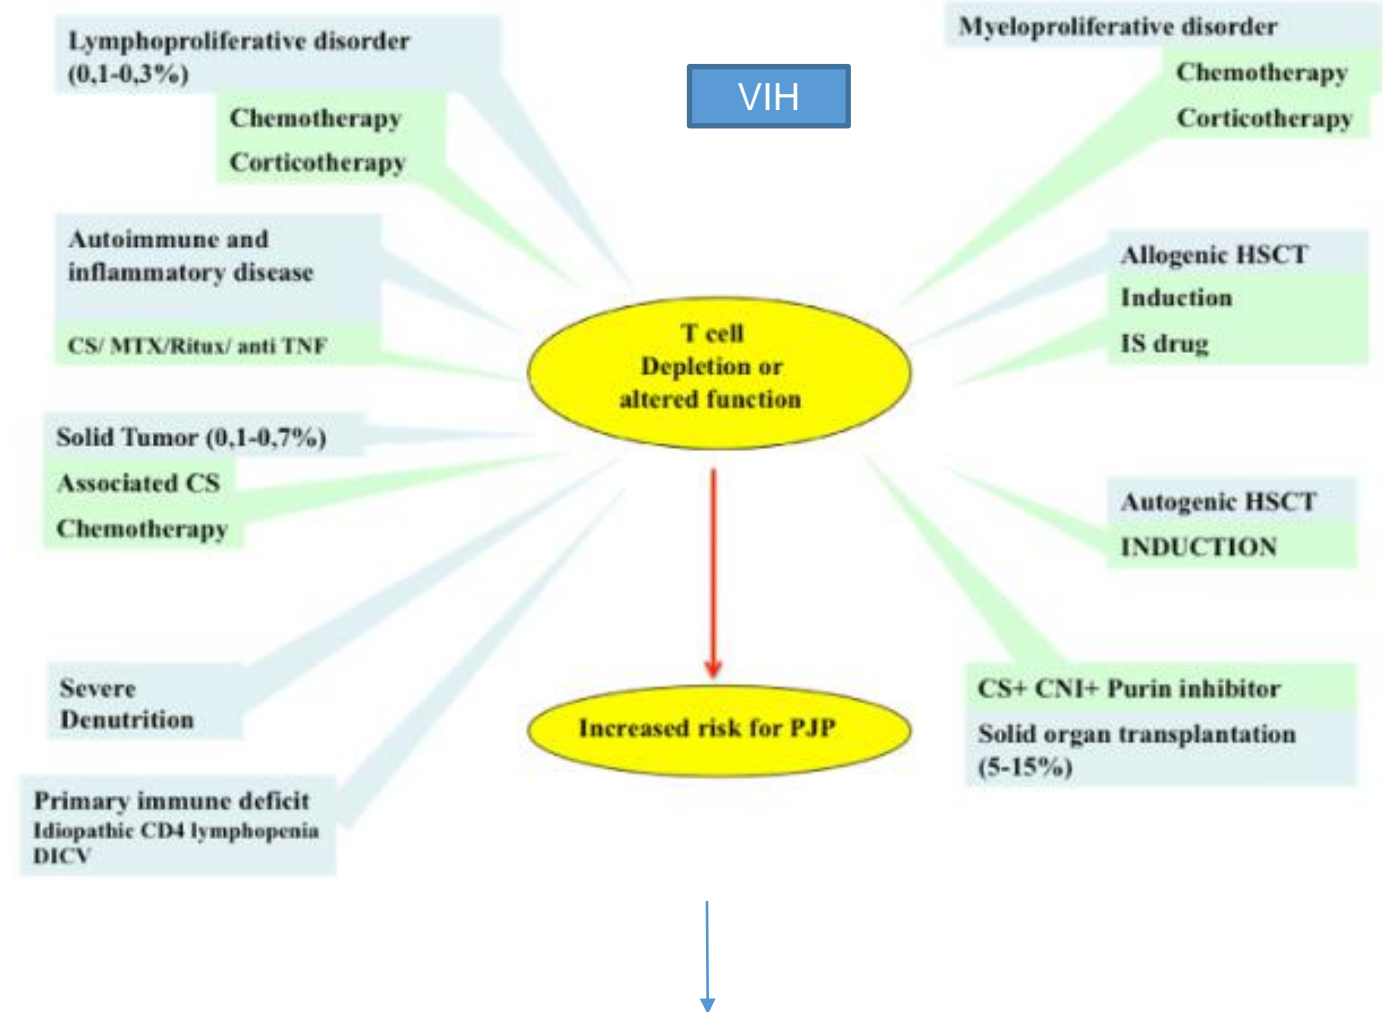 Lymphoproliferative disorder
(0,1-0,3%)
Chemotherapy
Corticotherapy
Autoimmune and
inflammatory disease
CS/ MTX/Ritux/ anti TNF
Solid Tumor (0,1-0,7%)
Associated CS
Chemotherapy
Severe
Denutrition
Primary immune deficit
Idiopathic CD4 lymphopenia
DICV
VIH
T cell
Depletion or
altered function
Increased risk for PJP
Myeloproliferative disorder
Chemotherapy
Corticotherapy
Allogenic HSCT
Induction
IS drug
Autogenic HSCT
INDUCTION
CS+ CNI+ Purin inhibitor
Solid organ transplantation
(5-15%)